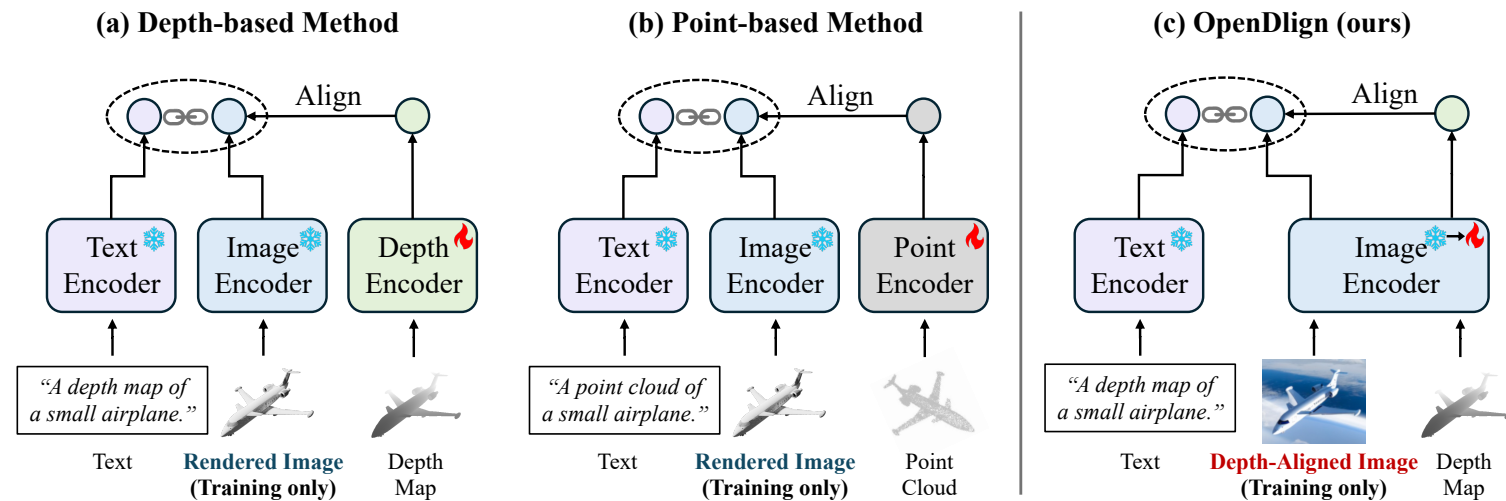 (a) Depth-based Method
Align
Text
Encoder
Image
Encoder
Depth
Encoder
“A depth map of
a small airplane.”
Text
Rendered Image
(Training only)
Depth
Map
(b) Point-based Method
Align
Text
Encoder
Image
Encoder
Point
Encoder
“A point cloud of
a small airplane.”
Text
Rendered Image
(Training only)
Point
Cloud
(c) OpenDlign (ours)
Align
Text
Encoder
Image
Encoder
“A depth map of
a small airplane.”
Text
Depth-Aligned Image
(Training only)
Depth
Map